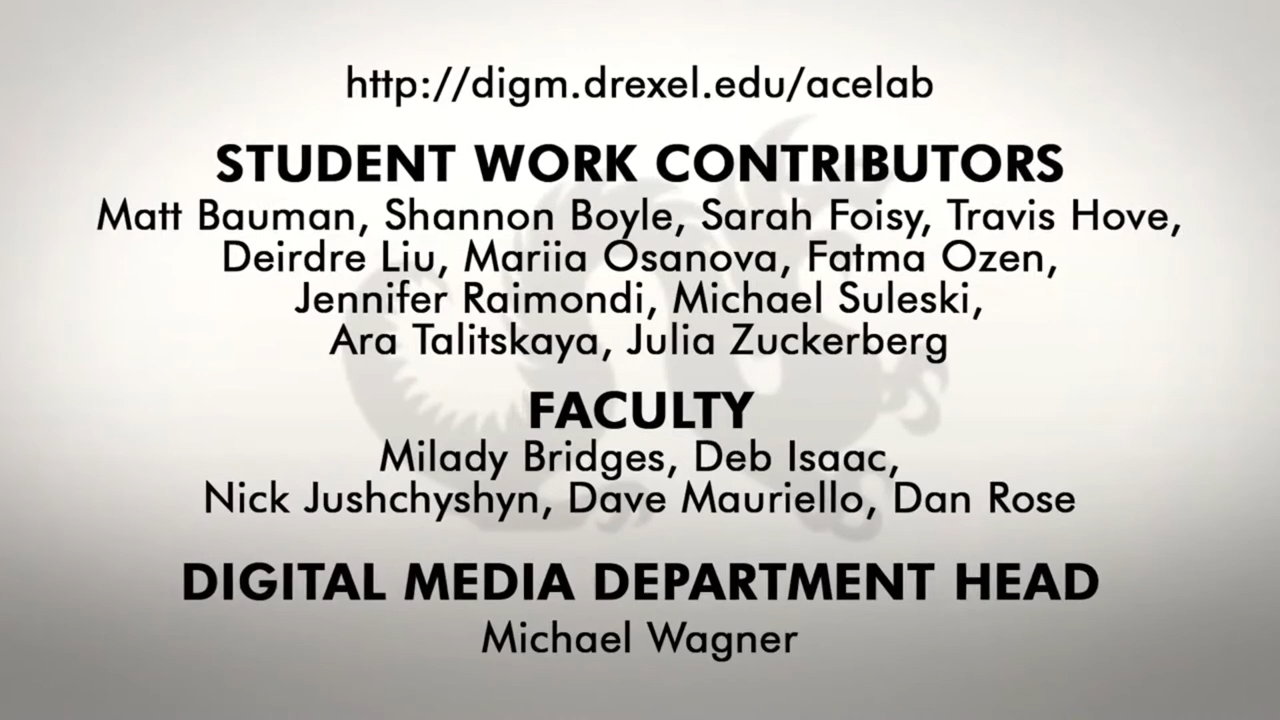 http://digm.drexel.edu/acelab
STUDENT WORK CONTRIBUTORS
Matt Bauman, Shannon Boyle, Sarah Foisy, Travis Hove,
Deirdre Liu, Mariia Osanova, Fatma Ozen,
Jennifer Raimondi, Michael Suleski,
Ara Talitskaya, Julia Zuckerberg
FACULTY
Milady Bridges, Deb Isaac,
Nick Jushchyshyn, Dave Mauriello, Dan Rose
DIGITAL MEDIA DEPARTMENT HEAD
Michael Wagner